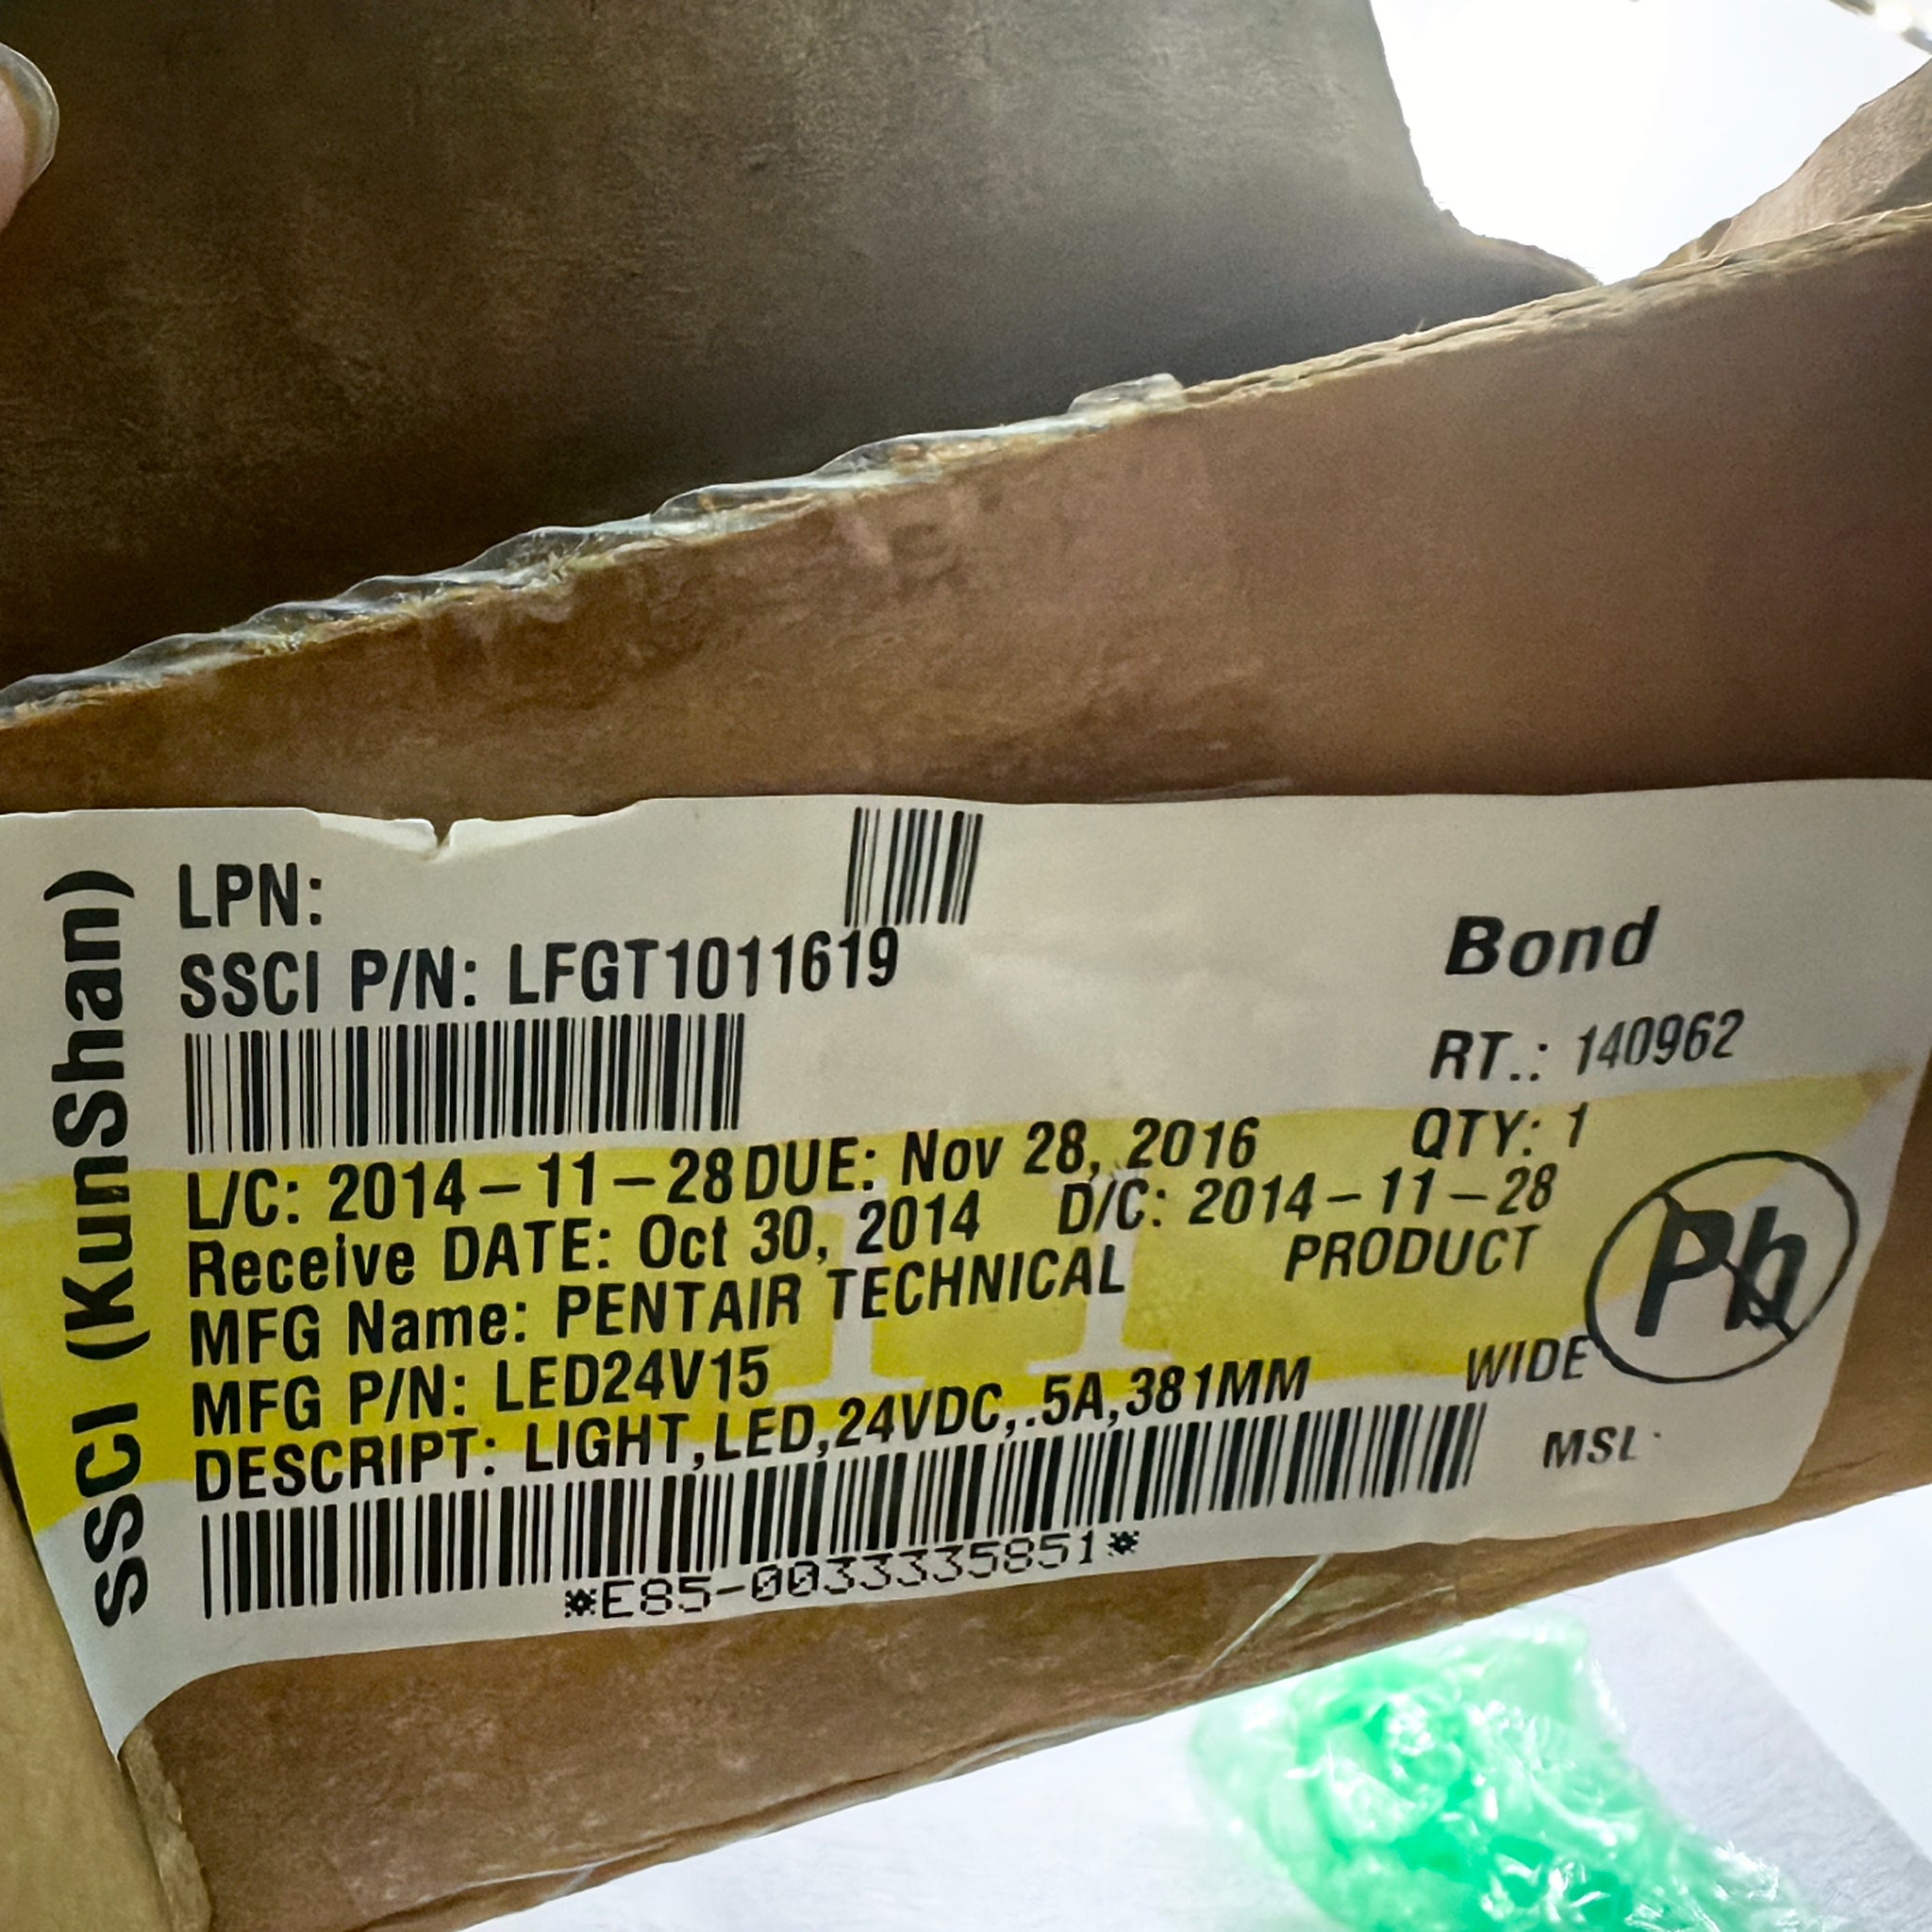 SSCI (KunShan)
LPN:
SSCI P/N: LFGT1011619
Bond
RT.: 140962
L/C: 2014-11-28 DUE: Nov 28, 2016 QTY: 1
Receive DATE: Oct 30, 2014 D/C: 2014-11-28
MFG Name: PENTAIR TECHNICAL PRODUCT
MFG P/N: LED24V15
DESCRIPT: LIGHT,LED,24VDC,.5A,381MM WIDE
Pb
MSL:
*E85-0033335851*